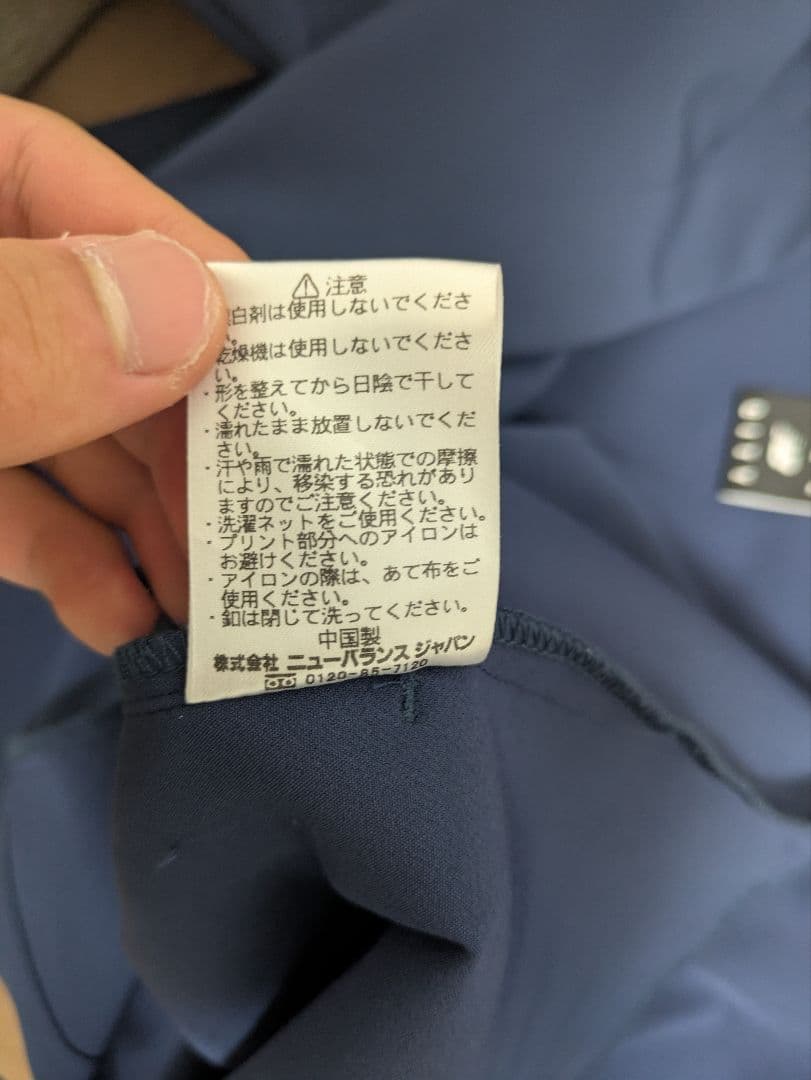 注意
白剤は使用しないでくださ
い。
乾燥機は使用しないでくださ
い。
・形を整えてから日陰で干して
ください。
・濡れたまま放置しないでくだ
さい。
・汗や雨で濡れた状態での摩擦
により、移染する恐れがあり
ますのでご注意ください。
・洗濯ネットをご使用ください。
・プリント部分へのアイロンは
お避けください。
・アイロンの際は、あて布をご
使用ください。
・釦は閉じて洗ってください。
中国製
株式会社 ニューバランス ジャパン
0120-85-7120